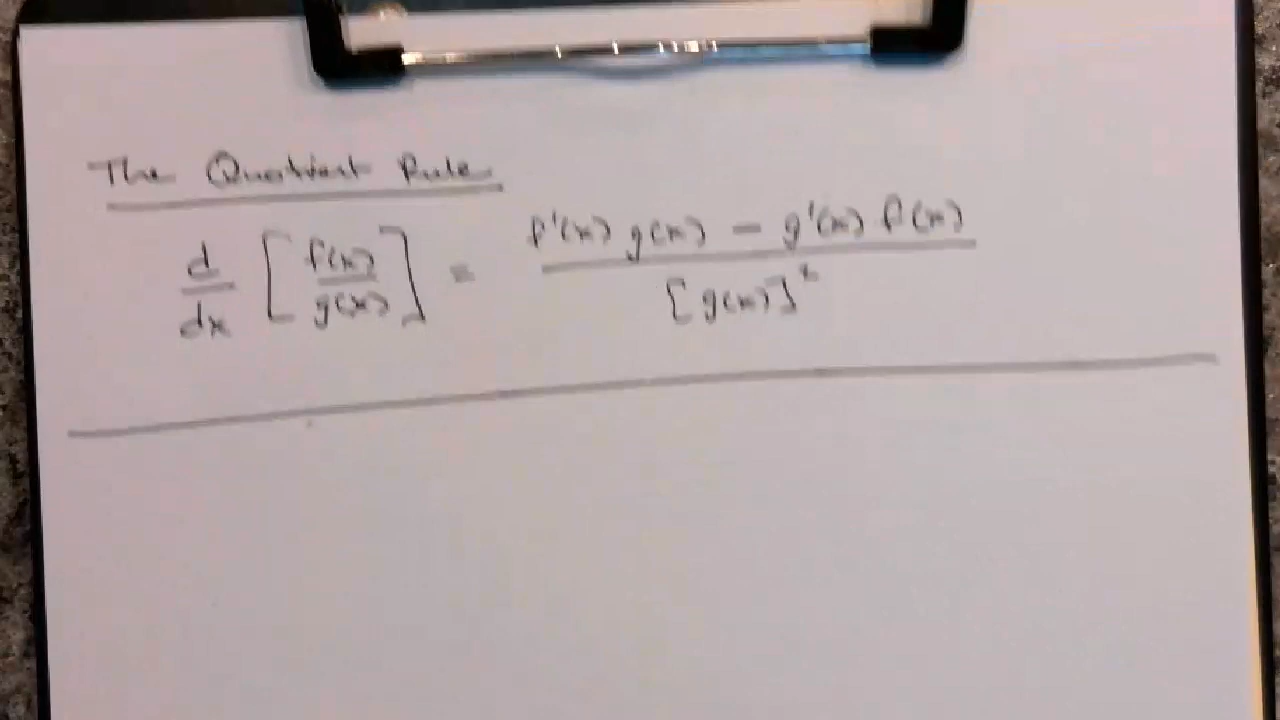 The Quotient Rule
d/dx [f(x)/g(x)] = f'(x) g(x) - g'(x) f(x) / [g(x)]²